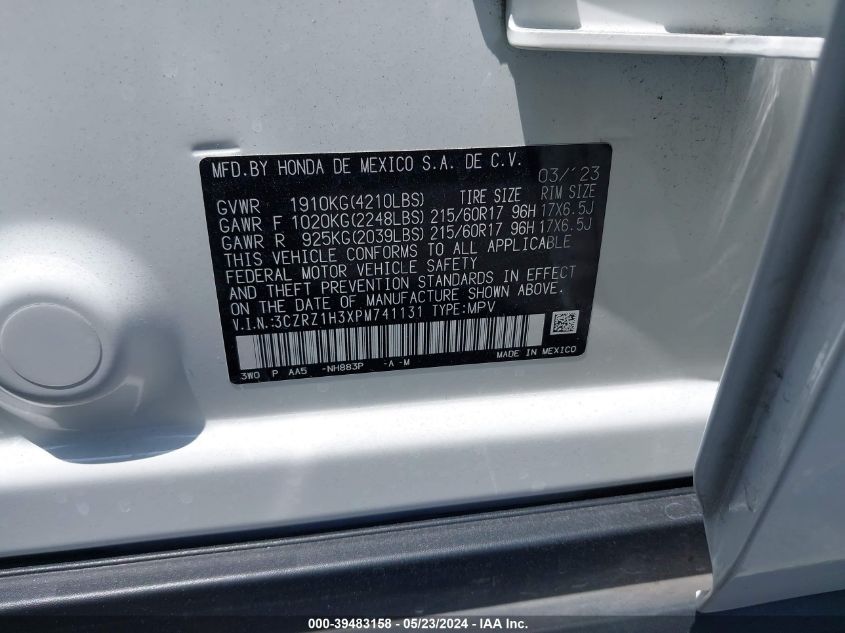 MFD.BY HONDA DE MEXICO S.A. DE C.V. 03/'23
GVWR 1910KG(4210LBS) TIRE SIZE RIM SIZE
GAWR F 1020KG(2248LBS) 215/60R17 96H 17X6.5J
GAWR R 925KG(2039LBS) 215/60R17 96H 17X6.5J
THIS VEHICLE CONFORMS TO ALL APPLICABLE
FEDERAL MOTOR VEHICLE SAFETY
AND THEFT PREVENTION STANDARDS IN EFFECT
ON THE DATE OF MANUFACTURE SHOWN ABOVE.
V.I.N.:3CZRZ1H3XPM741131 TYPE:MPV
3W0 P AA5 -NH883P -A -M MADE IN MEXICO
000-39483158 - 05/23/2024 - IAA Inc.